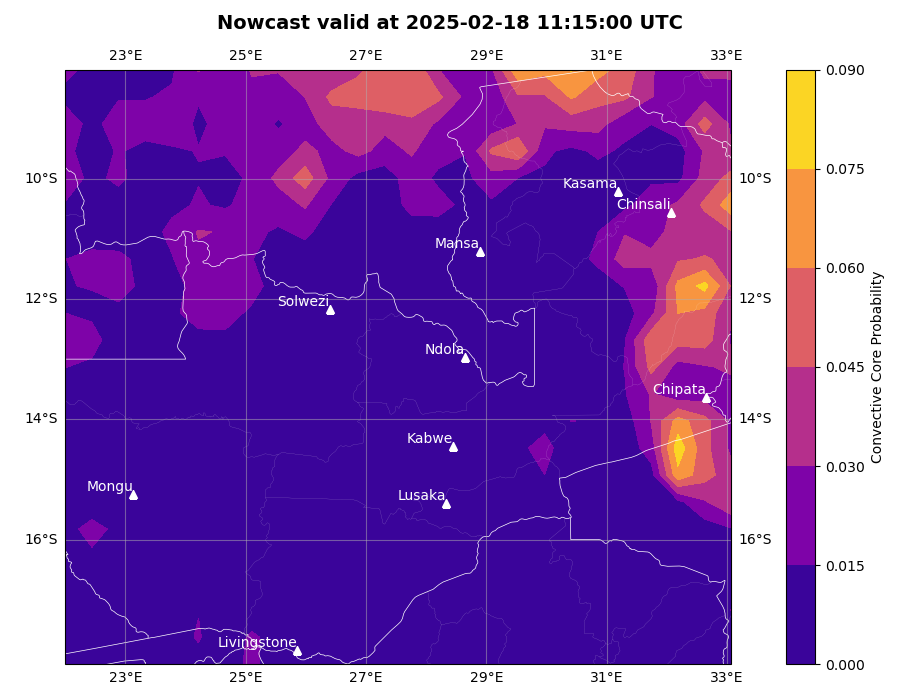 Nowcast valid at 2025-02-18 11:15:00 UTC
23°E 25°E 27°E 29°E 31°E 33°E
0.090
0.075
10°S Kasama 10°S
Chinsali
Mansa
0.060
12°S Solwezi 12°S
Ndola
0.045
Chipata
14°S 14°S
Kabwe
0.030
Mongu
Lusaka
16°S 16°S
0.015
Livingstone
0.000
23°E 25°E 27°E 29°E 31°E 33°E
Convective Core Probability